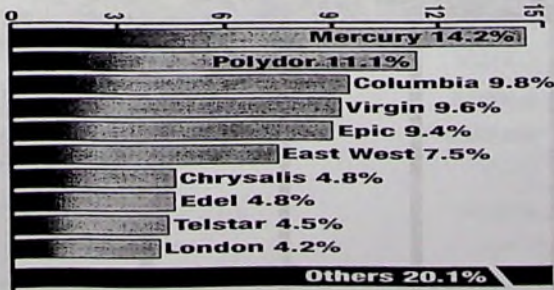 0 3 6 9 12 15
Mercury 14.2%
Polydor 11.1%
Columbia 9.8%
Virgin 9.6%
Epic 9.4%
East West 7.5%
Chrysalis 4.8%
Edel 4.8%
Telstar 4.5%
London 4.2%
Others 20.1%